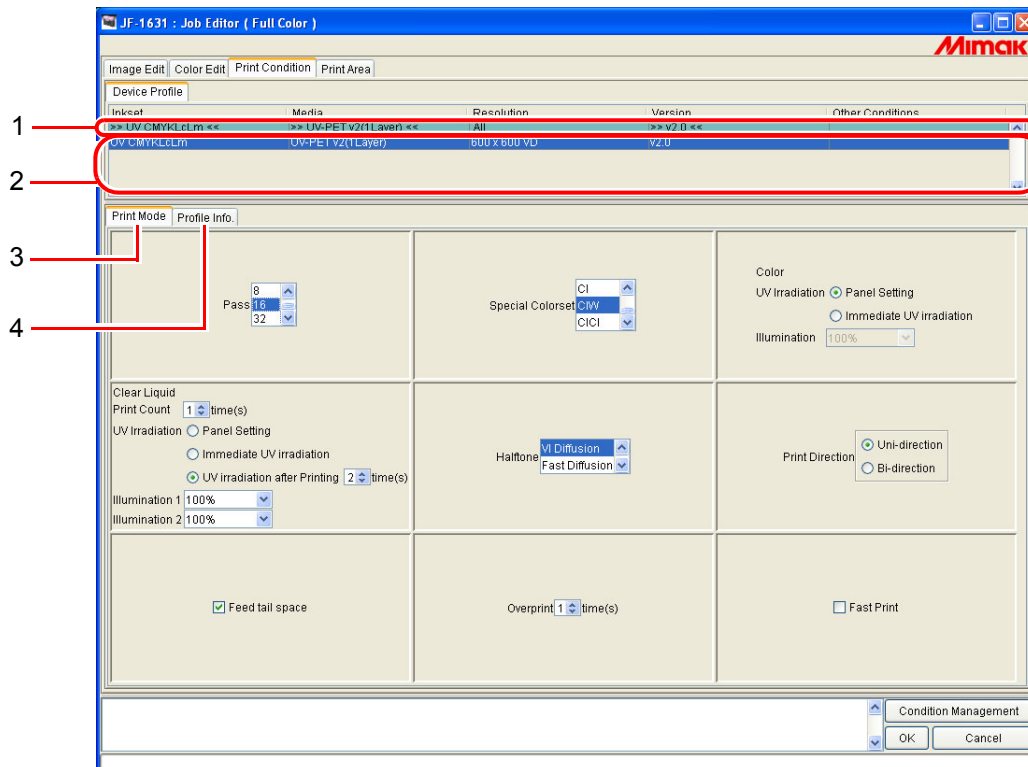 JF-1631 : Job Editor ( Full Color )
Mimak
Image Edit Color Edit Print Condition Print Area
Device Profile
Inkset Media Resolution Version Other Conditions
1
>> UV CMYKLcLm << >> UV-PET v2(1Layer) << All >> v2.0 <<
UV CMYKLcLm UV-PET v2(1Layer) 600 x 600 VD v2.0
2
Print Mode Profile Info.
3
4
Pass 8 16 32
Special Colorset CI CIW CICI
Color
UV Irradiation Panel Setting
Immediate UV irradiation
Illumination 100%
Clear Liquid
Print Count 1 time(s)
UV Irradiation Panel Setting
Immediate UV irradiation
UV irradiation after Printing 2 time(s)
Illumination 1 100%
Illumination 2 100%
Halftone VI Diffusion Fast Diffusion
Print Direction Uni-direction
Bi-direction
Feed tail space
Overprint 1 time(s)
Fast Print
Condition Management
OK Cancel